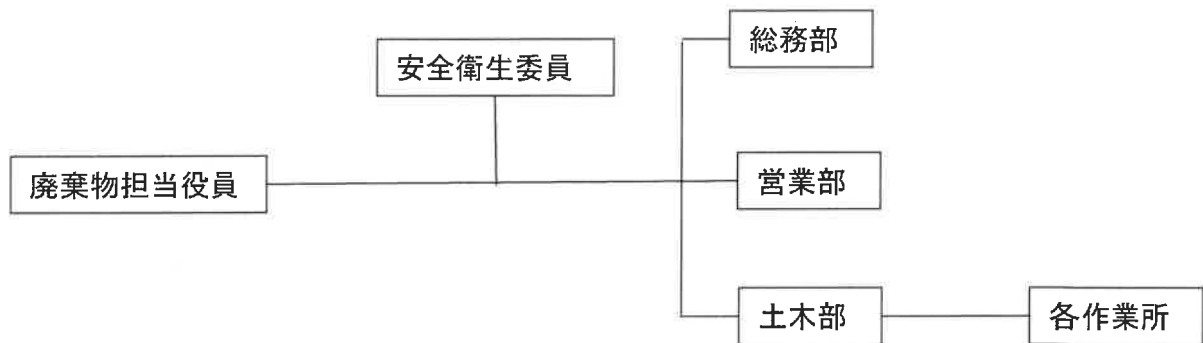 総務部
安全衛生委員
廃棄物担当役員
営業部
土木部
各作業所